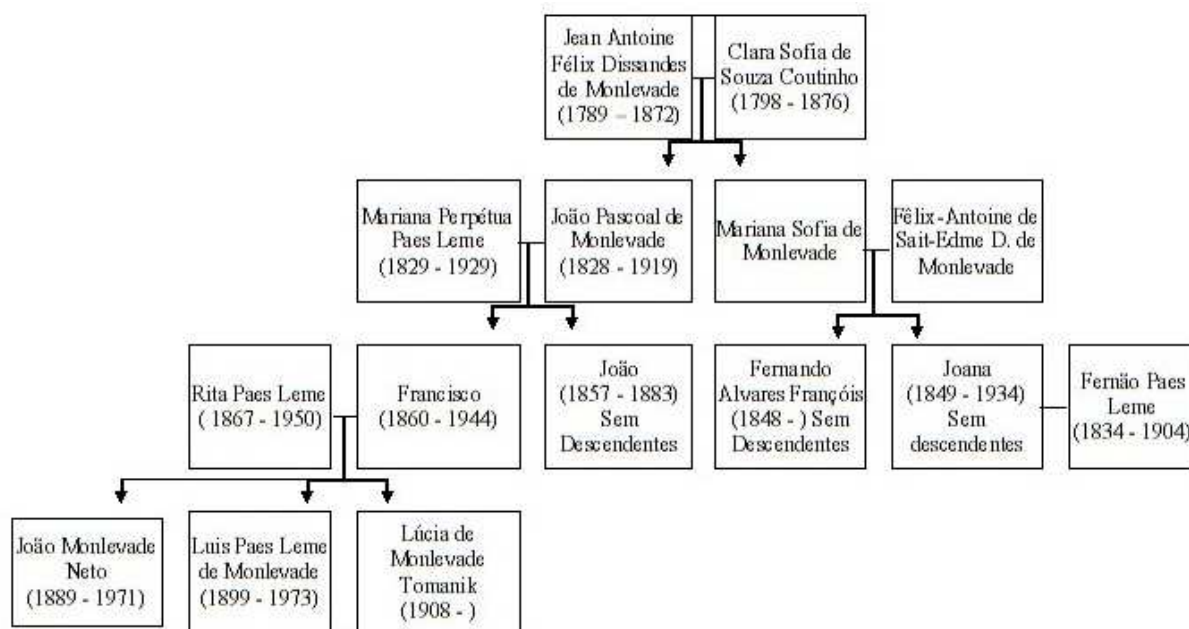 Jean Antoine
Félix Dissandes
de Monlevade
(1789 – 1872)
Clara Sofia de
Souza Coutinho
(1798 - 1876)
Mariana Perpétua
Paes Leme
(1829 - 1929)
João Pascoal de
Monlevade
(1828 - 1919)
Mariana Sofia de
Monlevade
Fêlix-Antoine de
Sait-Edme D. de
Monlevade
Rita Paes Leme
( 1867 - 1950)
Francisco
(1860 - 1944)
João
(1857 - 1883)
Sem
Descendentes
Fernando
Alvares Françóis
(1848 - ) Sem
Descendentes
Joana
(1849 - 1934)
Sem
descendentes
Fernão Paes
Leme
(1834 - 1904)
João Monlevade
Neto
(1889 - 1971)
Luis Paes Leme
de Monlevade
(1899 - 1973)
Lúcia de
Monlevade
Tomanik
(1908 - )